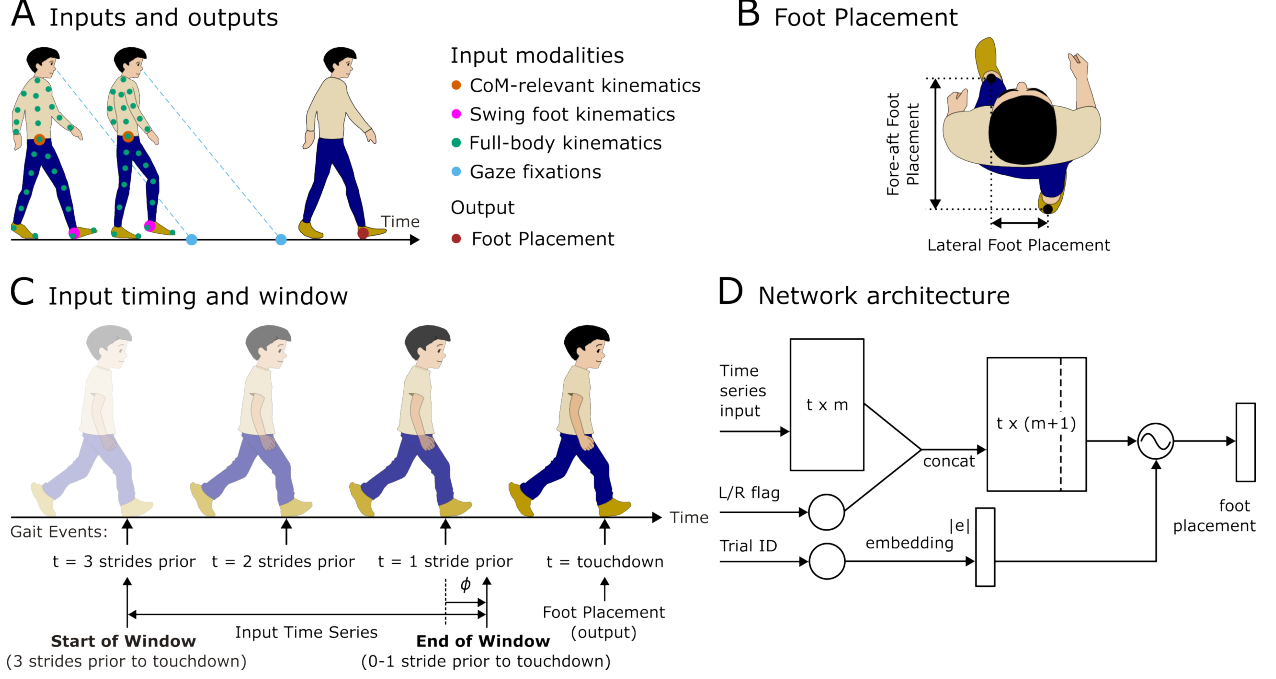 A Inputs and outputs
Input modalities
CoM-relevant kinematics
Swing foot kinematics
Full-body kinematics
Gaze fixations
Output
Foot Placement
Time
B Foot Placement
Fore-aft Foot
Placement
Lateral Foot Placement
C Input timing and window
Time
Gait Events:
t = 3 strides prior
t = 2 strides prior
t = 1 stride prior
t = touchdown
ϕ
Input Time Series
Foot Placement
(output)
Start of Window
(3 strides prior to touchdown)
End of Window
(0-1 stride prior to touchdown)
D Network architecture
Time
series
input
t x m
L/R flag
Trial ID
concat
t x (m+1)
embedding
|e|
foot
placement